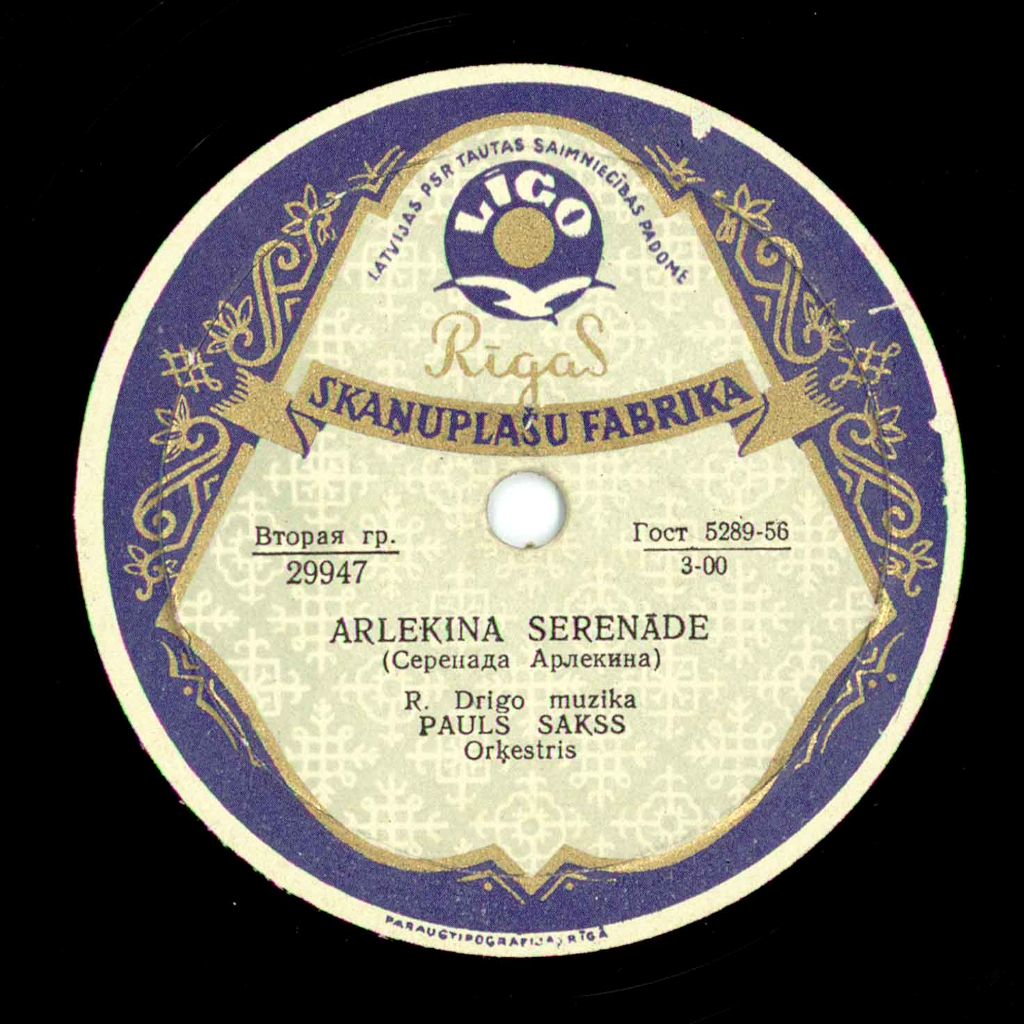 LATVIJAS PSR TAUTAS SAIMNIECĪBAS PADOME
LĪGO
Rīgas
SKAŅUPLAŠU FABRIKA
Вторая гр.
29947
Гост 5289-56
3-00
ARLEKINA SERENĀDE
(Серенада Арлекина)
R. Drigo muzika
PAULS SAKSS
Orķestris
PARAUGTIPOGRAFIJA, RĪGĀ